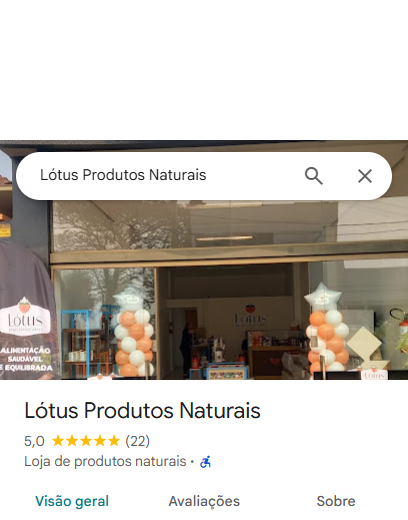 Lótus Produtos Naturais
Lótus
Lótus
ALIMENTAÇÃO
SAUDÁVEL
E EQUILIBRADA
Lótus Produtos Naturais
5,0 (22)
Loja de produtos naturais ·
Visão geral Avaliações Sobre